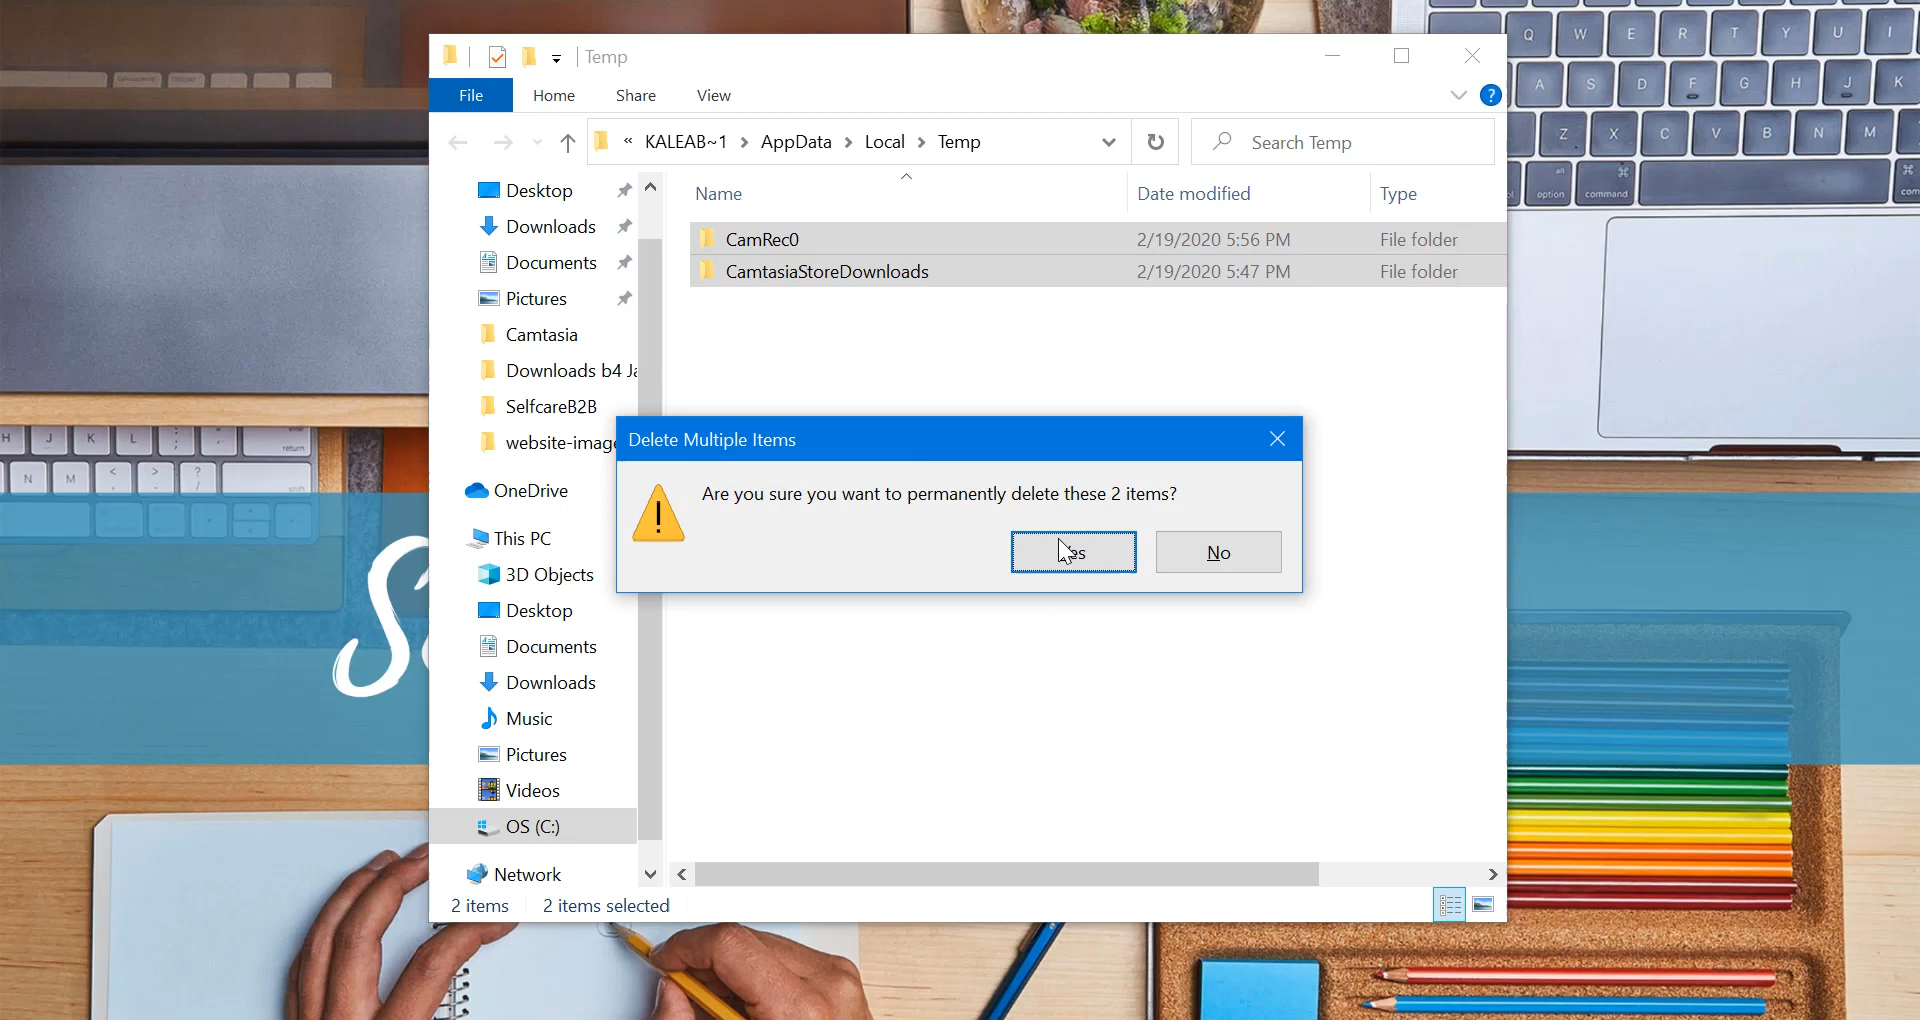 Temp
File Home Share View
« KALEAB~1 > AppData > Local > Temp
Search Temp
Name Date modified Type
CamRec0 2/19/2020 5:56 PM File folder
CamtasiaStoreDownloads 2/19/2020 5:47 PM File folder
Desktop
Downloads
Documents
Pictures
Camtasia
Downloads b4
SelfcareB2B
OneDrive
This PC
3D Objects
Desktop
Documents
Downloads
Music
Pictures
Videos
OS (C:)
Network
2 items 2 items selected
Delete Multiple Items
Are you sure you want to permanently delete these 2 items?
No
Q W E R T Y U I
A S D F G H J K
Z X C V B N M
alt ⌘ ⌘
option command
H J K L return
N M < > ?